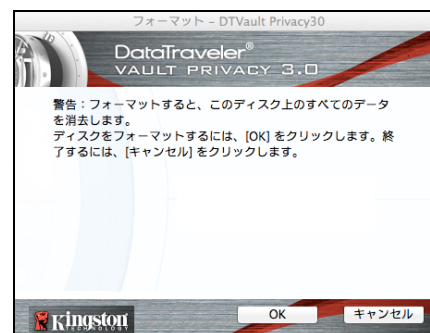 フォーマット – DTVault Privacy30
DataTraveler®
VAULT PRIVACY 3.0
警告：フォーマットすると、このディスク上のすべてのデータ
を消去します。
ディスクをフォーマットするには、[OK] をクリックします。終
了するには、[キャンセル] をクリックします。
Kingston
TECHNOLOGY
OK
キャンセル